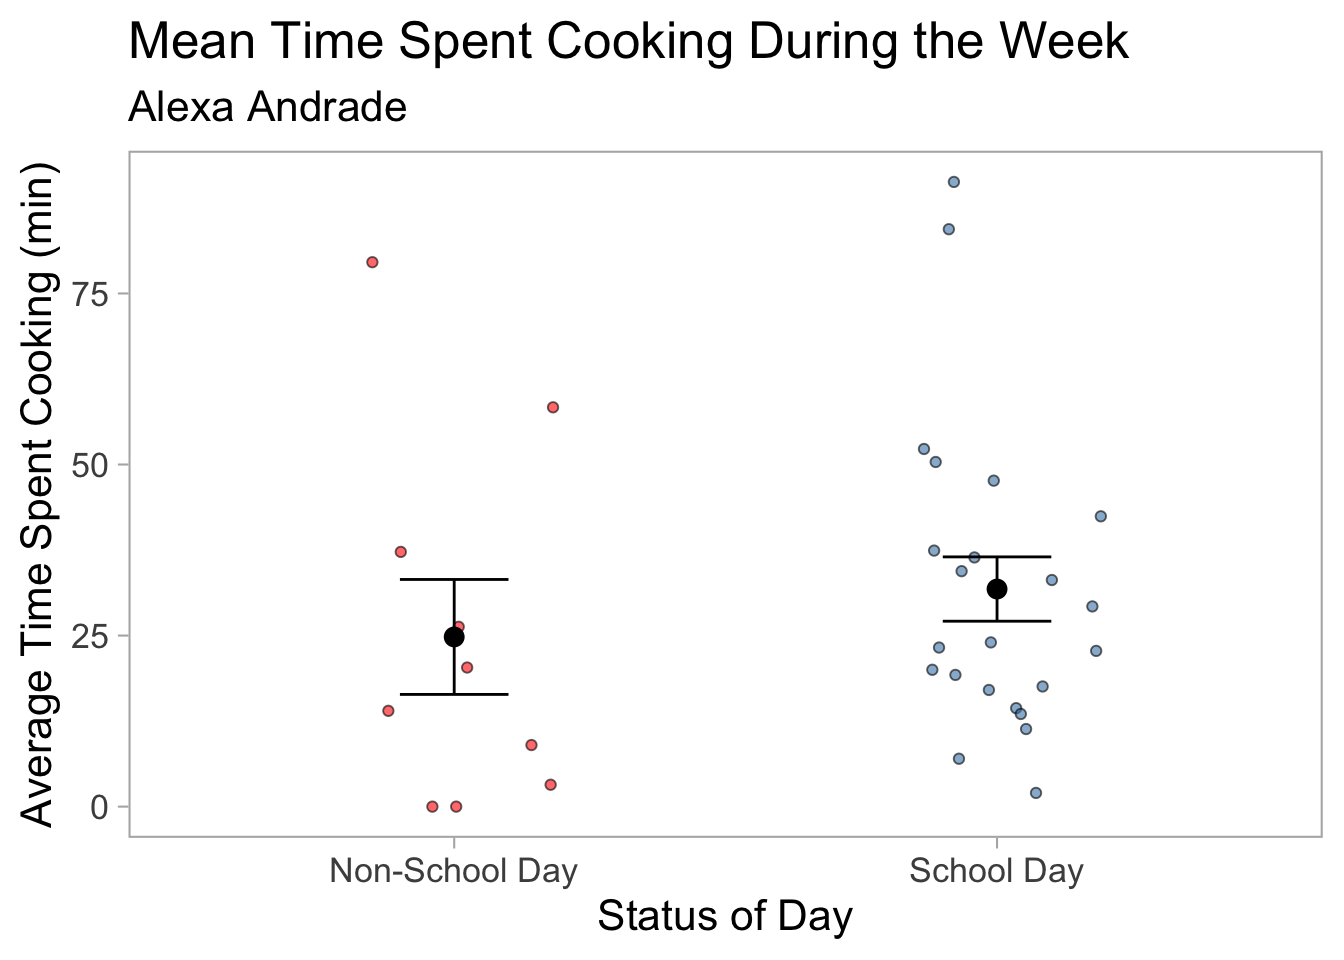 Mean Time Spent Cooking During the Week
Alexa Andrade
Average Time Spent Cooking (min)
75
50
25
0
Non-School Day
School Day
Status of Day